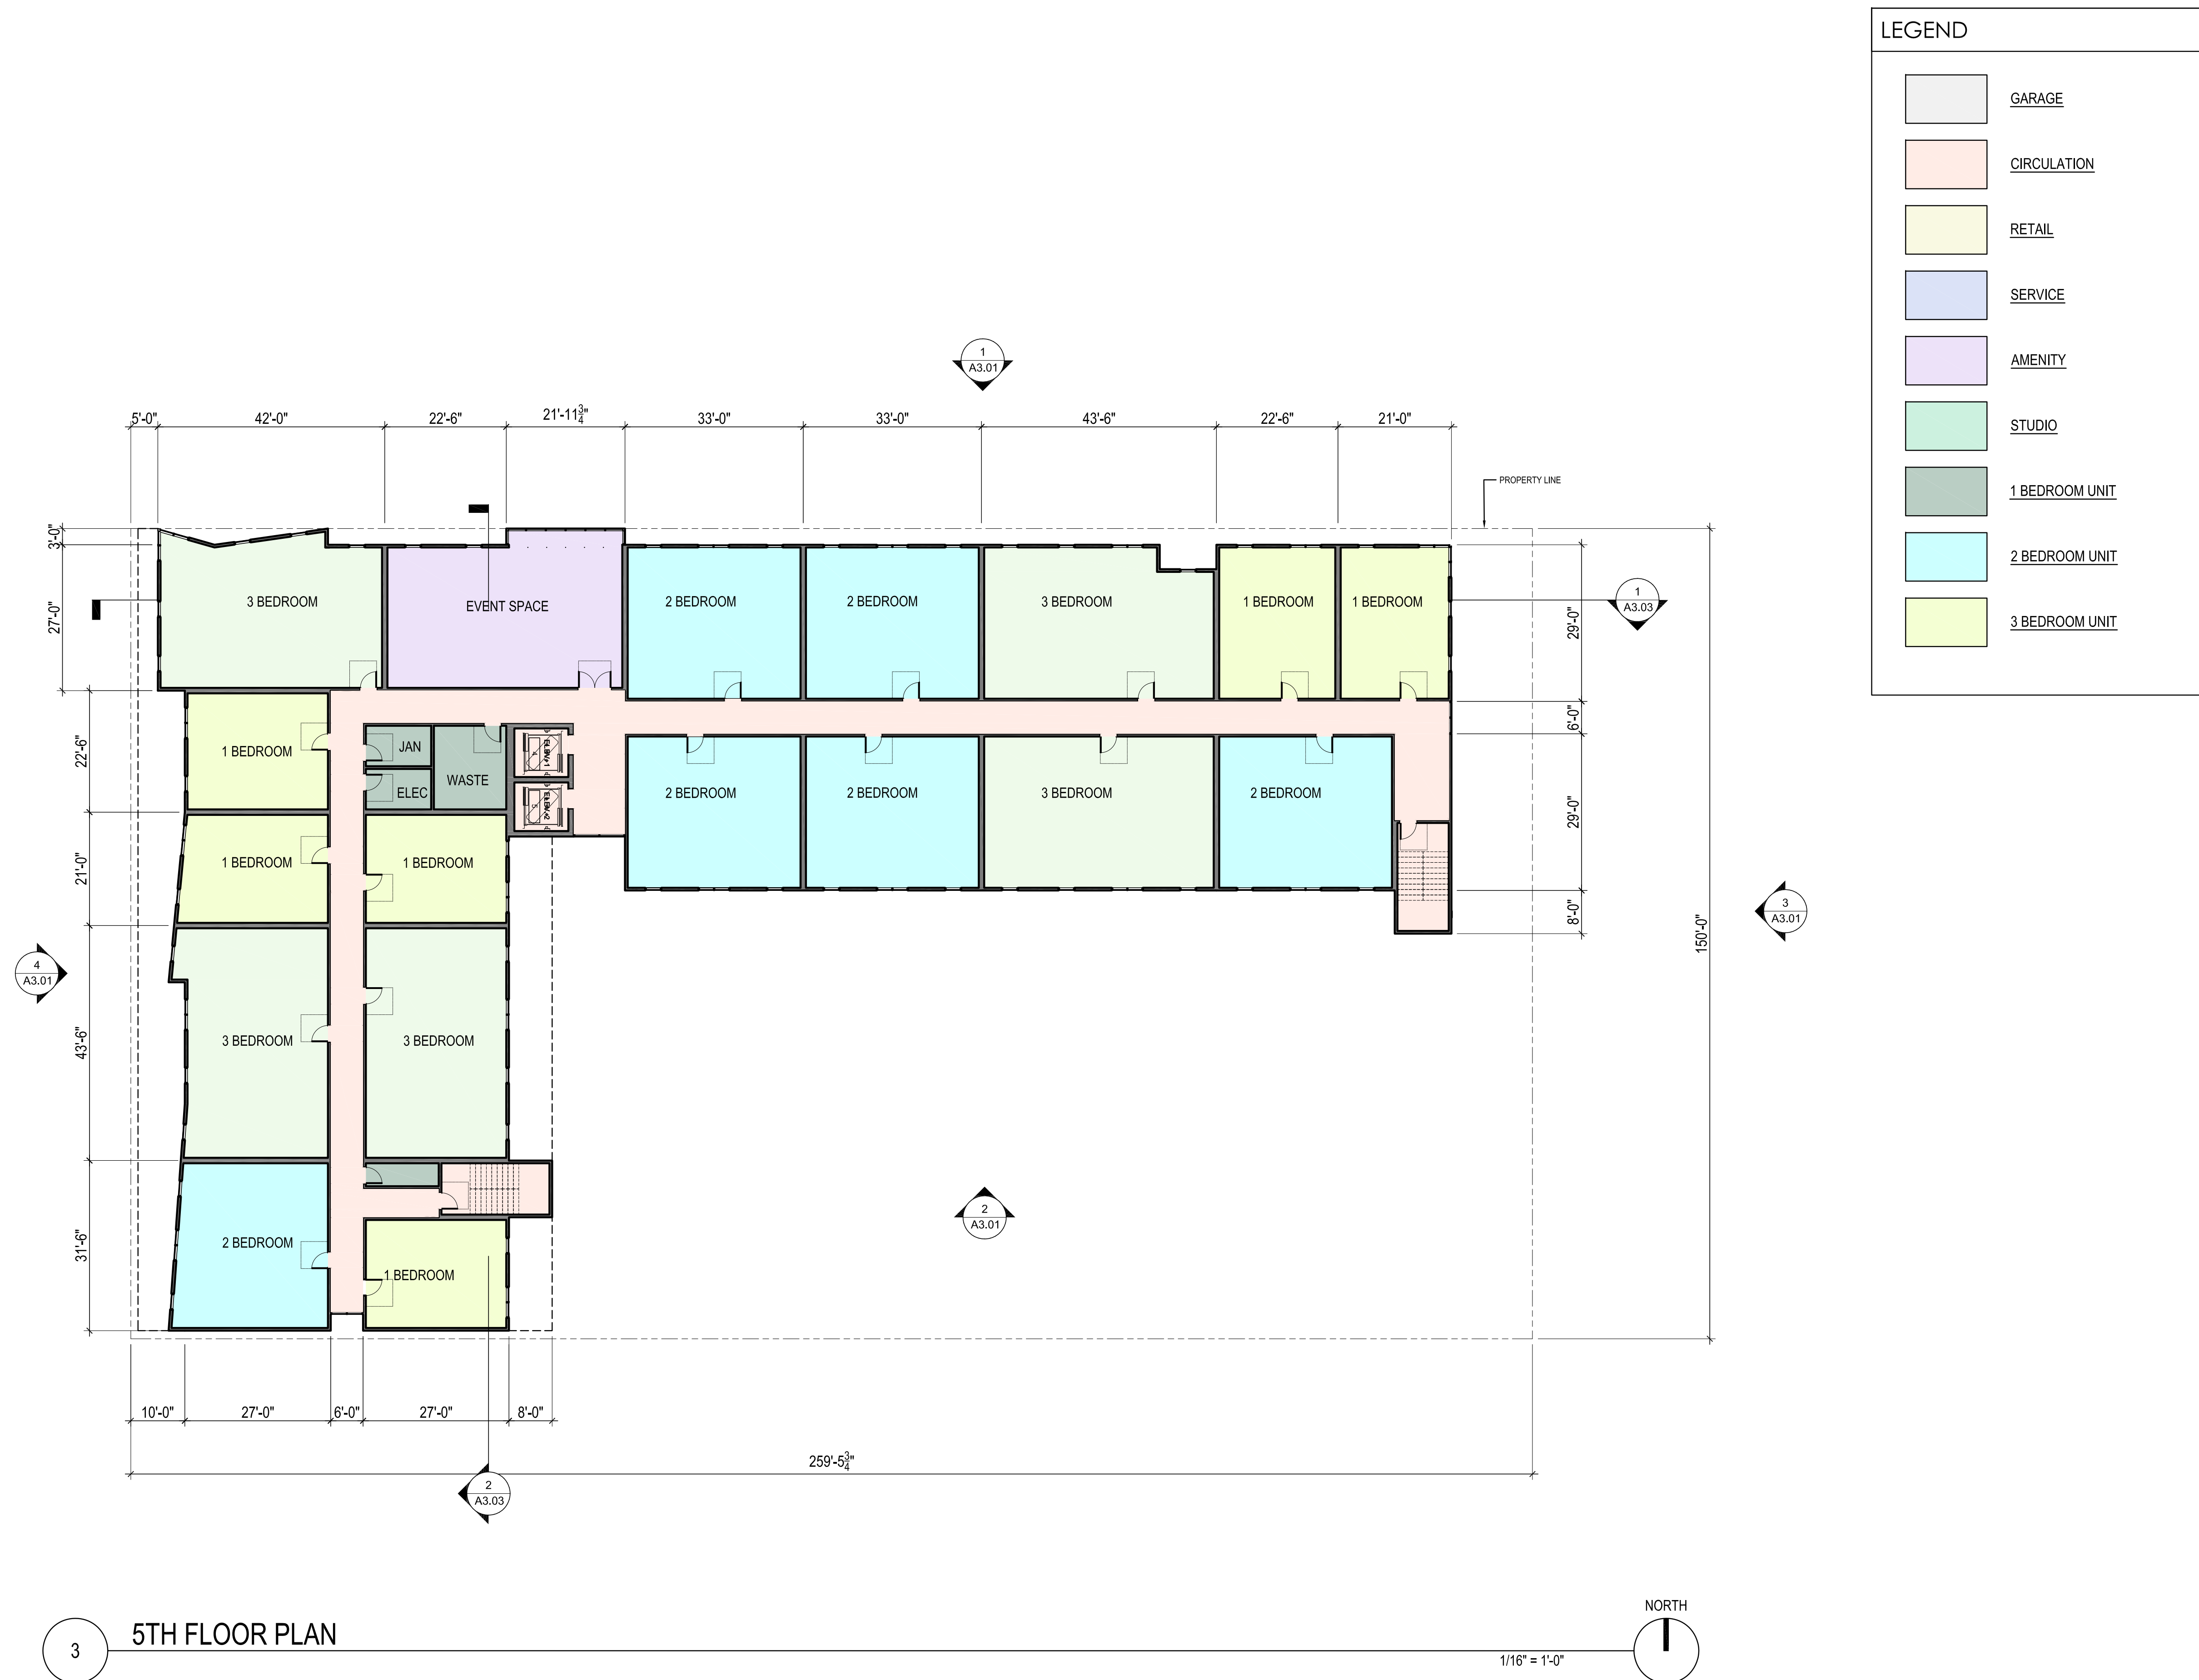 LEGEND
GARAGE
CIRCULATION
RETAIL
SERVICE
AMENITY
STUDIO
1 BEDROOM UNIT
2 BEDROOM UNIT
3 BEDROOM UNIT
1
A3.01
5'-0"
42'-0"
22'-6"
21'-11 3/4"
33'-0"
33'-0"
43'-6"
22'-6"
21'-0"
PROPERTY LINE
3'-0"
27'-0"
3 BEDROOM
EVENT SPACE
2 BEDROOM
2 BEDROOM
3 BEDROOM
1 BEDROOM
1 BEDROOM
29'-0"
1
A3.03
6'-0"
22'-6"
1 BEDROOM
JAN
ELEC
WASTE
2 BEDROOM
2 BEDROOM
3 BEDROOM
2 BEDROOM
29'-0"
21'-0"
1 BEDROOM
1 BEDROOM
8'-0"
3
A3.01
150'-0"
4
A3.01
43'-6"
3 BEDROOM
3 BEDROOM
31'-6"
2 BEDROOM
1 BEDROOM
2
A3.01
10'-0"
27'-0"
6'-0"
27'-0"
8'-0"
259'-5 3/4"
2
A3.03
3
5TH FLOOR PLAN
1/16" = 1'-0"
NORTH